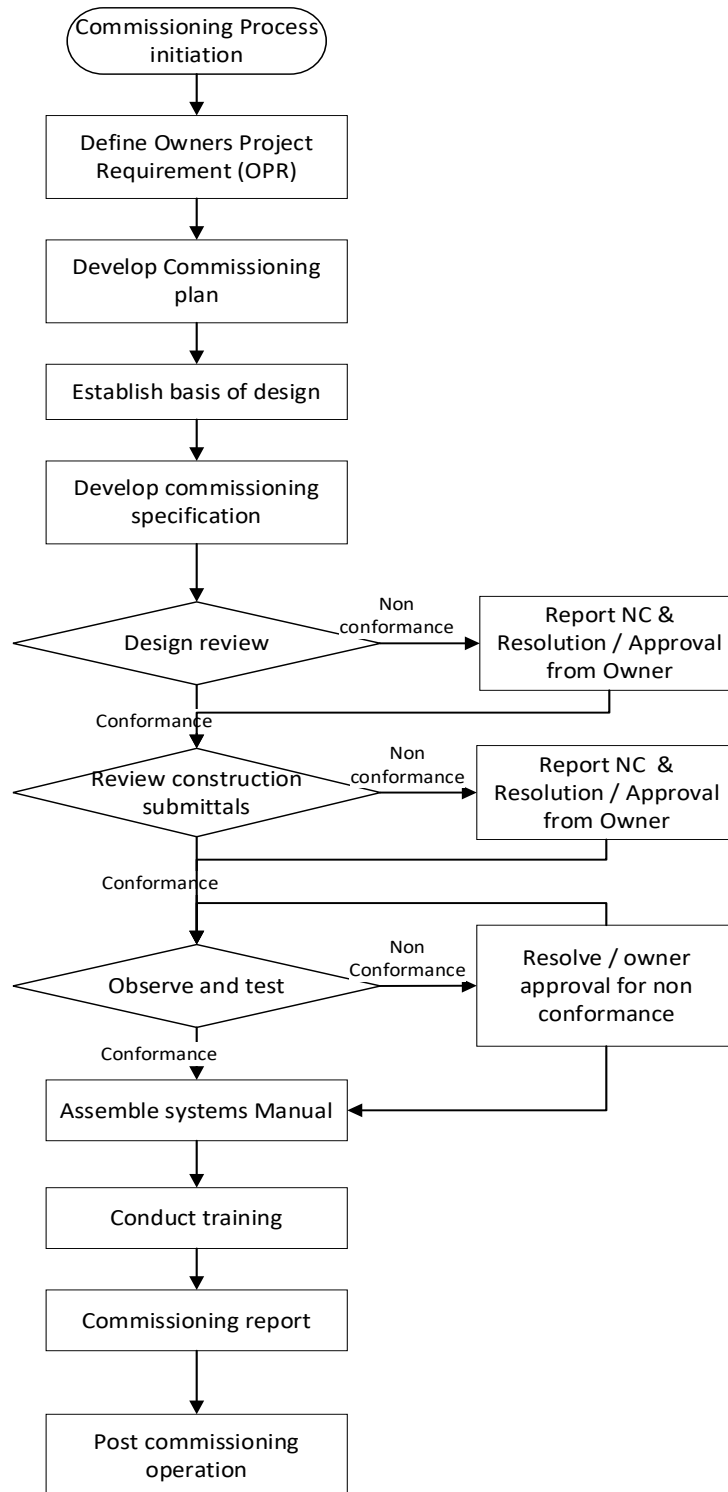 Commissioning Process
initiation
Define Owners Project
Requirement (OPR)
Develop Commissioning
plan
Establish basis of design
Develop commissioning
specification
Design review
Non
conformance
Report NC &
Resolution / Approval
from Owner
Conformance
Review construction
submittals
Non
conformance
Report NC &
Resolution / Approval
from Owner
Conformance
Observe and test
Non
Conformance
Resolve / owner
approval for non
conformance
Conformance
Assemble systems Manual
Conduct training
Commissioning report
Post commissioning
operation